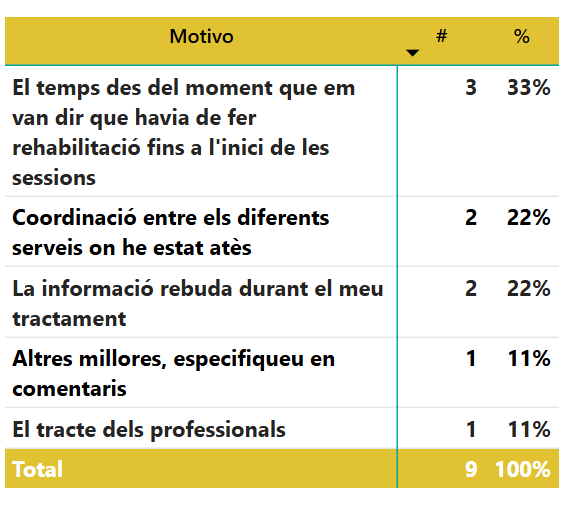 Motivo # %
El temps des del moment que em 3 33%
van dir que havia de fer
rehabilitació fins a l'inici de les
sessions
Coordinació entre els diferents 2 22%
serveis on he estat atès
La informació rebuda durant el meu 2 22%
tractament
Altres millores, especifiqueu en 1 11%
comentaris
El tracte dels professionals 1 11%
Total 9 100%